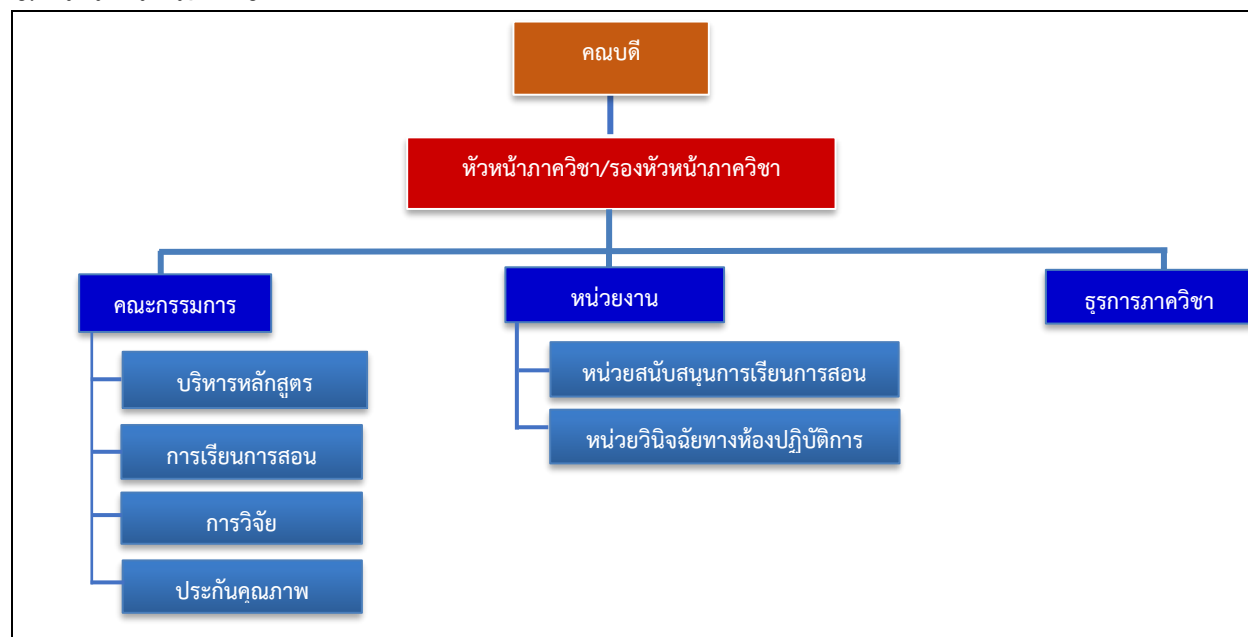 คณบดี
หัวหน้าภาควิชา/รองหัวหน้าภาควิชา
คณะกรรมการ
บริหารหลักสูตร
การเรียนการสอน
การวิจัย
ประกันคุณภาพ
หน่วยงาน
หน่วยสนับสนุนการเรียนการสอน
หน่วยวินิจฉัยทางห้องปฏิบัติการ
ธุรการภาควิชา